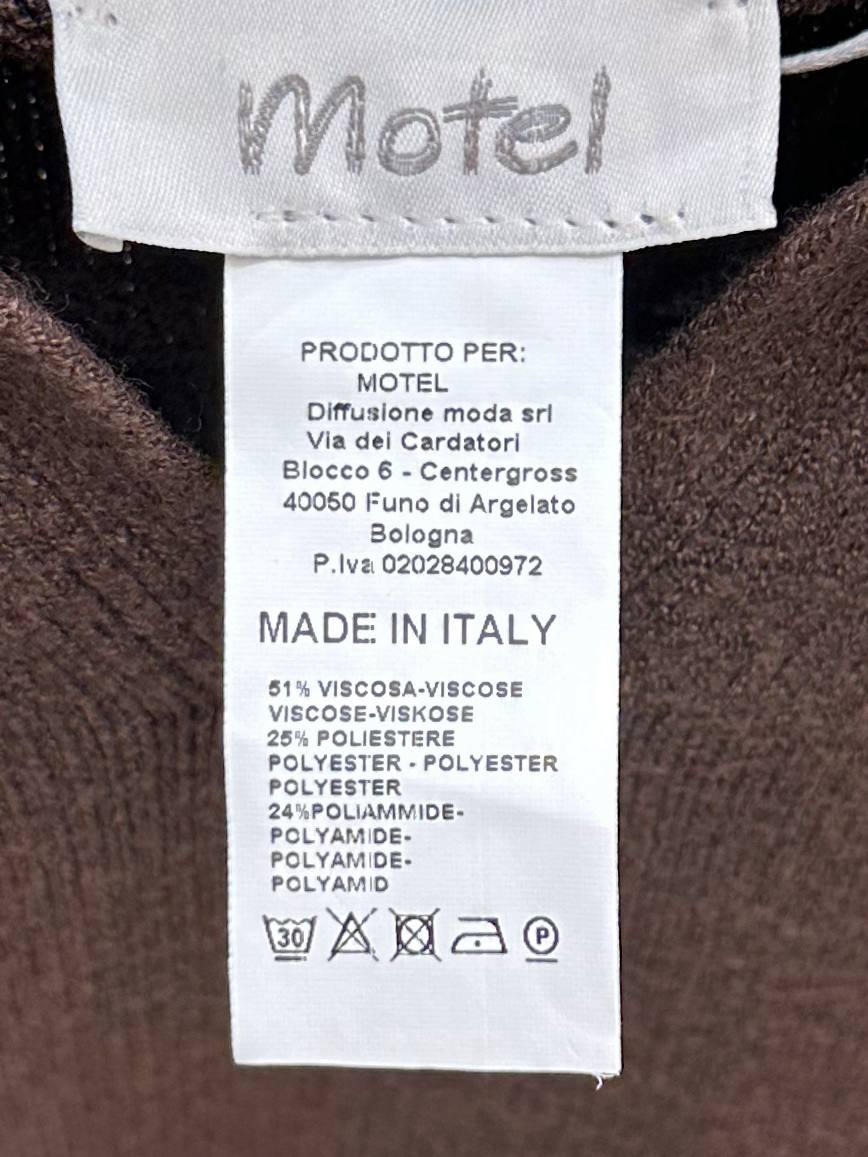 Motel
PRODOTTO PER:
MOTEL
Diffusione moda srl
Via dei Cardatori
Blocco 6 - Centergross
40050 Funo di Argelato
Bologna
P.Iva 02028400972
MADE IN ITALY
51% VISCOSA-VISCOSE
VISCOSE-VISKOSE
25% POLIESTERE
POLYESTER - POLYESTER
POLYESTER
24%POLIAMMIDE-
POLYAMIDE-
POLYAMIDE-
POLYAMID
30 P